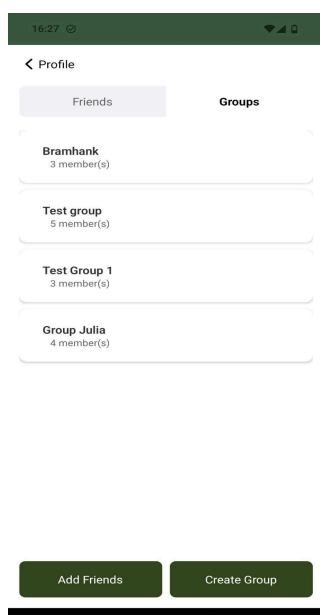 16:27
Profile
Friends
Groups
Bramhank
3 member(s)
Test group
5 member(s)
Test Group 1
3 member(s)
Group Julia
4 member(s)
Add Friends
Create Group